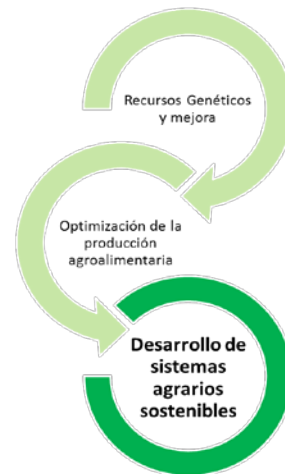 Recursos Genéticos
y mejora
Optimización de la
producción
agroalimentaria
Desarrollo de
sistemas
agrarios
sostenibles